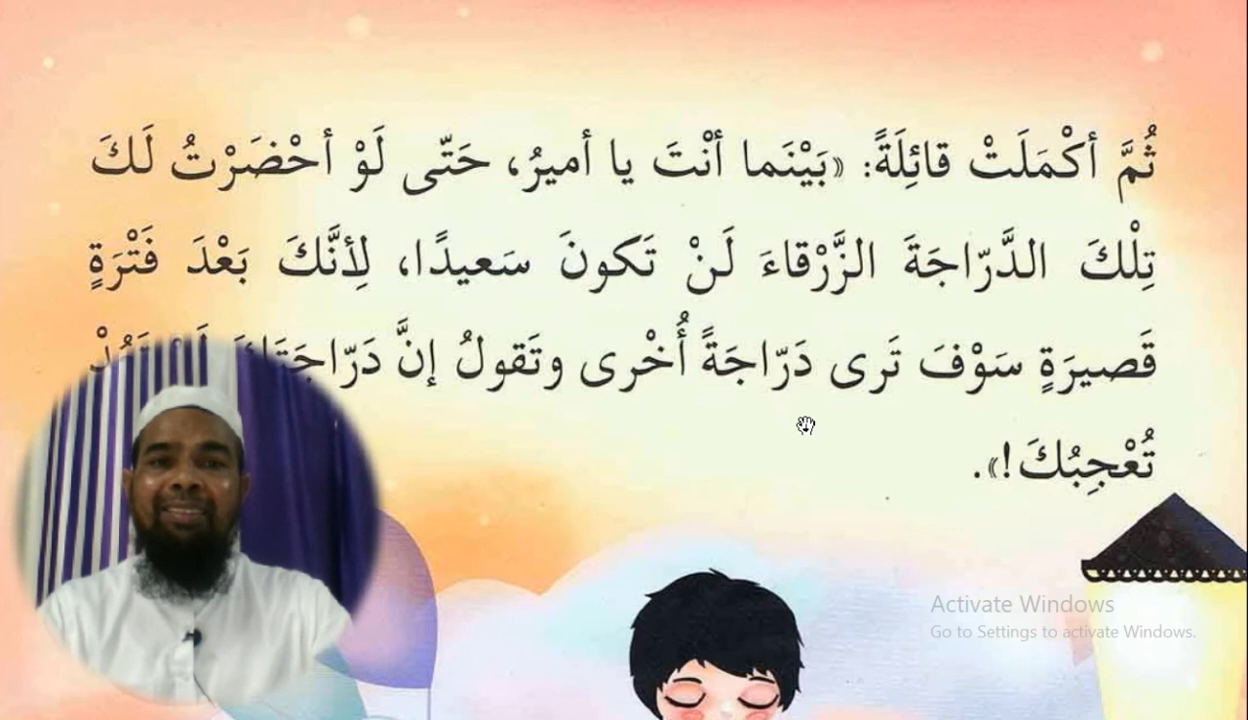 ثُمَّ أكْمَلَتْ قائِلَةً: «بَيْنَما أنْتَ يا أميرُ، حَتّى لَوْ أحْضَرْتُ لَكَ
تِلْكَ الدَّرّاجَةَ الزَّرْقاءَ لَنْ تَكونَ سَعيدًا، لِأنَّكَ بَعْدَ فَتْرَةٍ
قَصيرَةٍ سَوْفَ تَرى دَرّاجَةً أُخْرى وتَقولُ إنَّ
تُعْجِبُكَ!».
Activate Windows
Go to Settings to activate Windows.